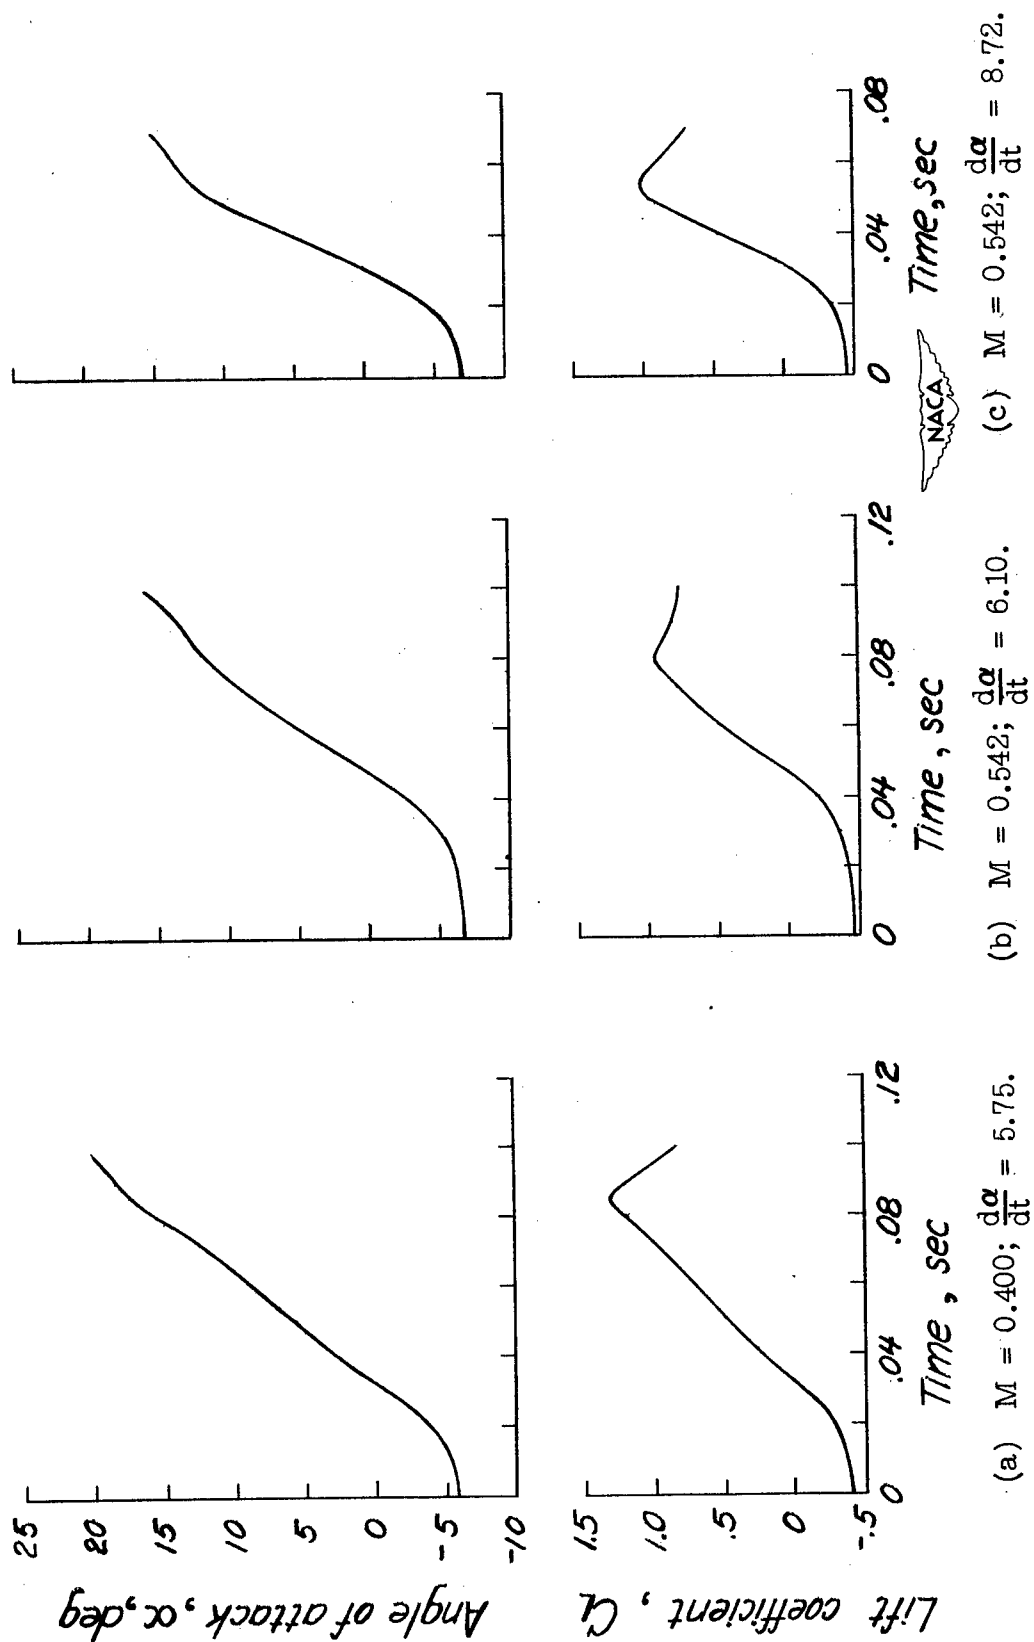 Angle of attack, α, deg
25
20
15
10
5
0
-5
-10
Lift coefficient, CL
1.5
1.0
.5
0
-.5
0 .04 .08 .12
Time, sec
0 .04 .08 .12
Time, sec
0 .04 .08
Time, sec
NACA
(a) M = 0.400; dα/dt = 5.75.
(b) M = 0.542; dα/dt = 6.10.
(c) M = 0.542; dα/dt = 8.72.